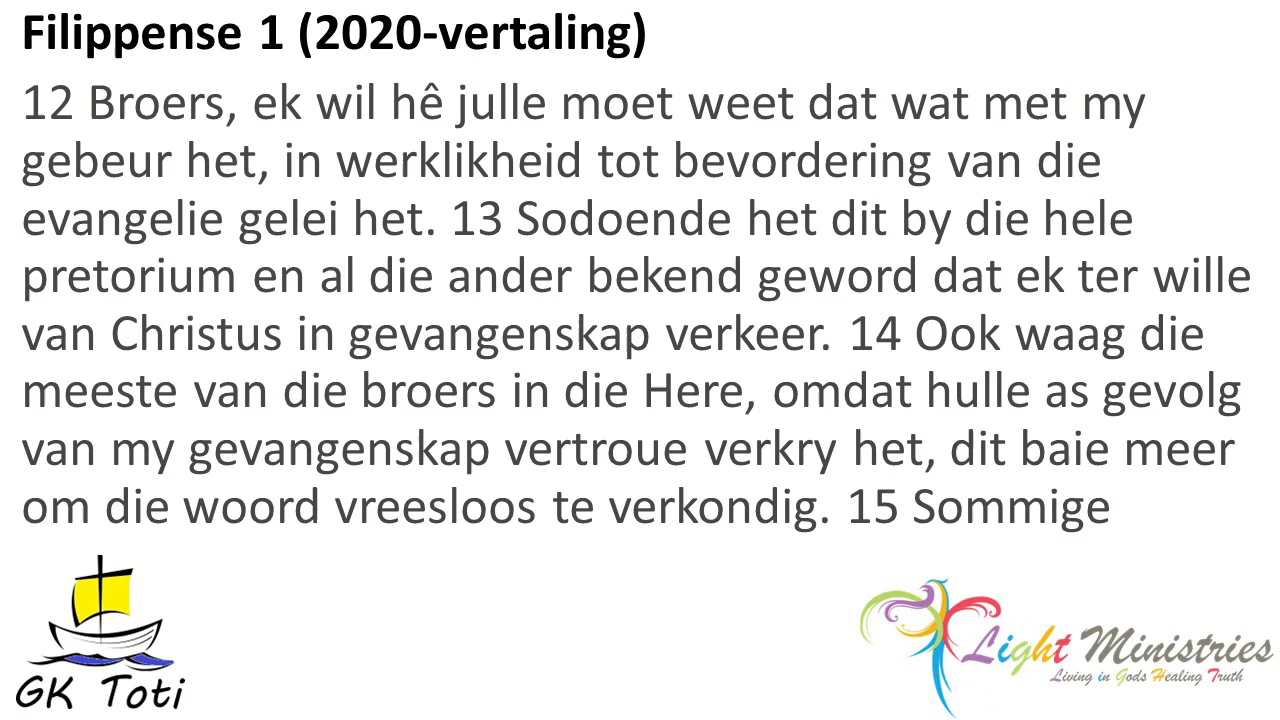 Filippense 1 (2020-vertaling)
12 Broers, ek wil hê julle moet weet dat wat met my
gebeur het, in werklikheid tot bevordering van die
evangelie gelei het. 13 Sodoende het dit by die hele
pretorium en al die ander bekend geword dat ek ter wille
van Christus in gevangenskap verkeer. 14 Ook waag die
meeste van die broers in die Here, omdat hulle as gevolg
van my gevangenskap vertroue verkry het, dit baie meer
om die woord vreesloos te verkondig. 15 Sommige
GK Toti
Light Ministries
Living in Gods Healing Truth